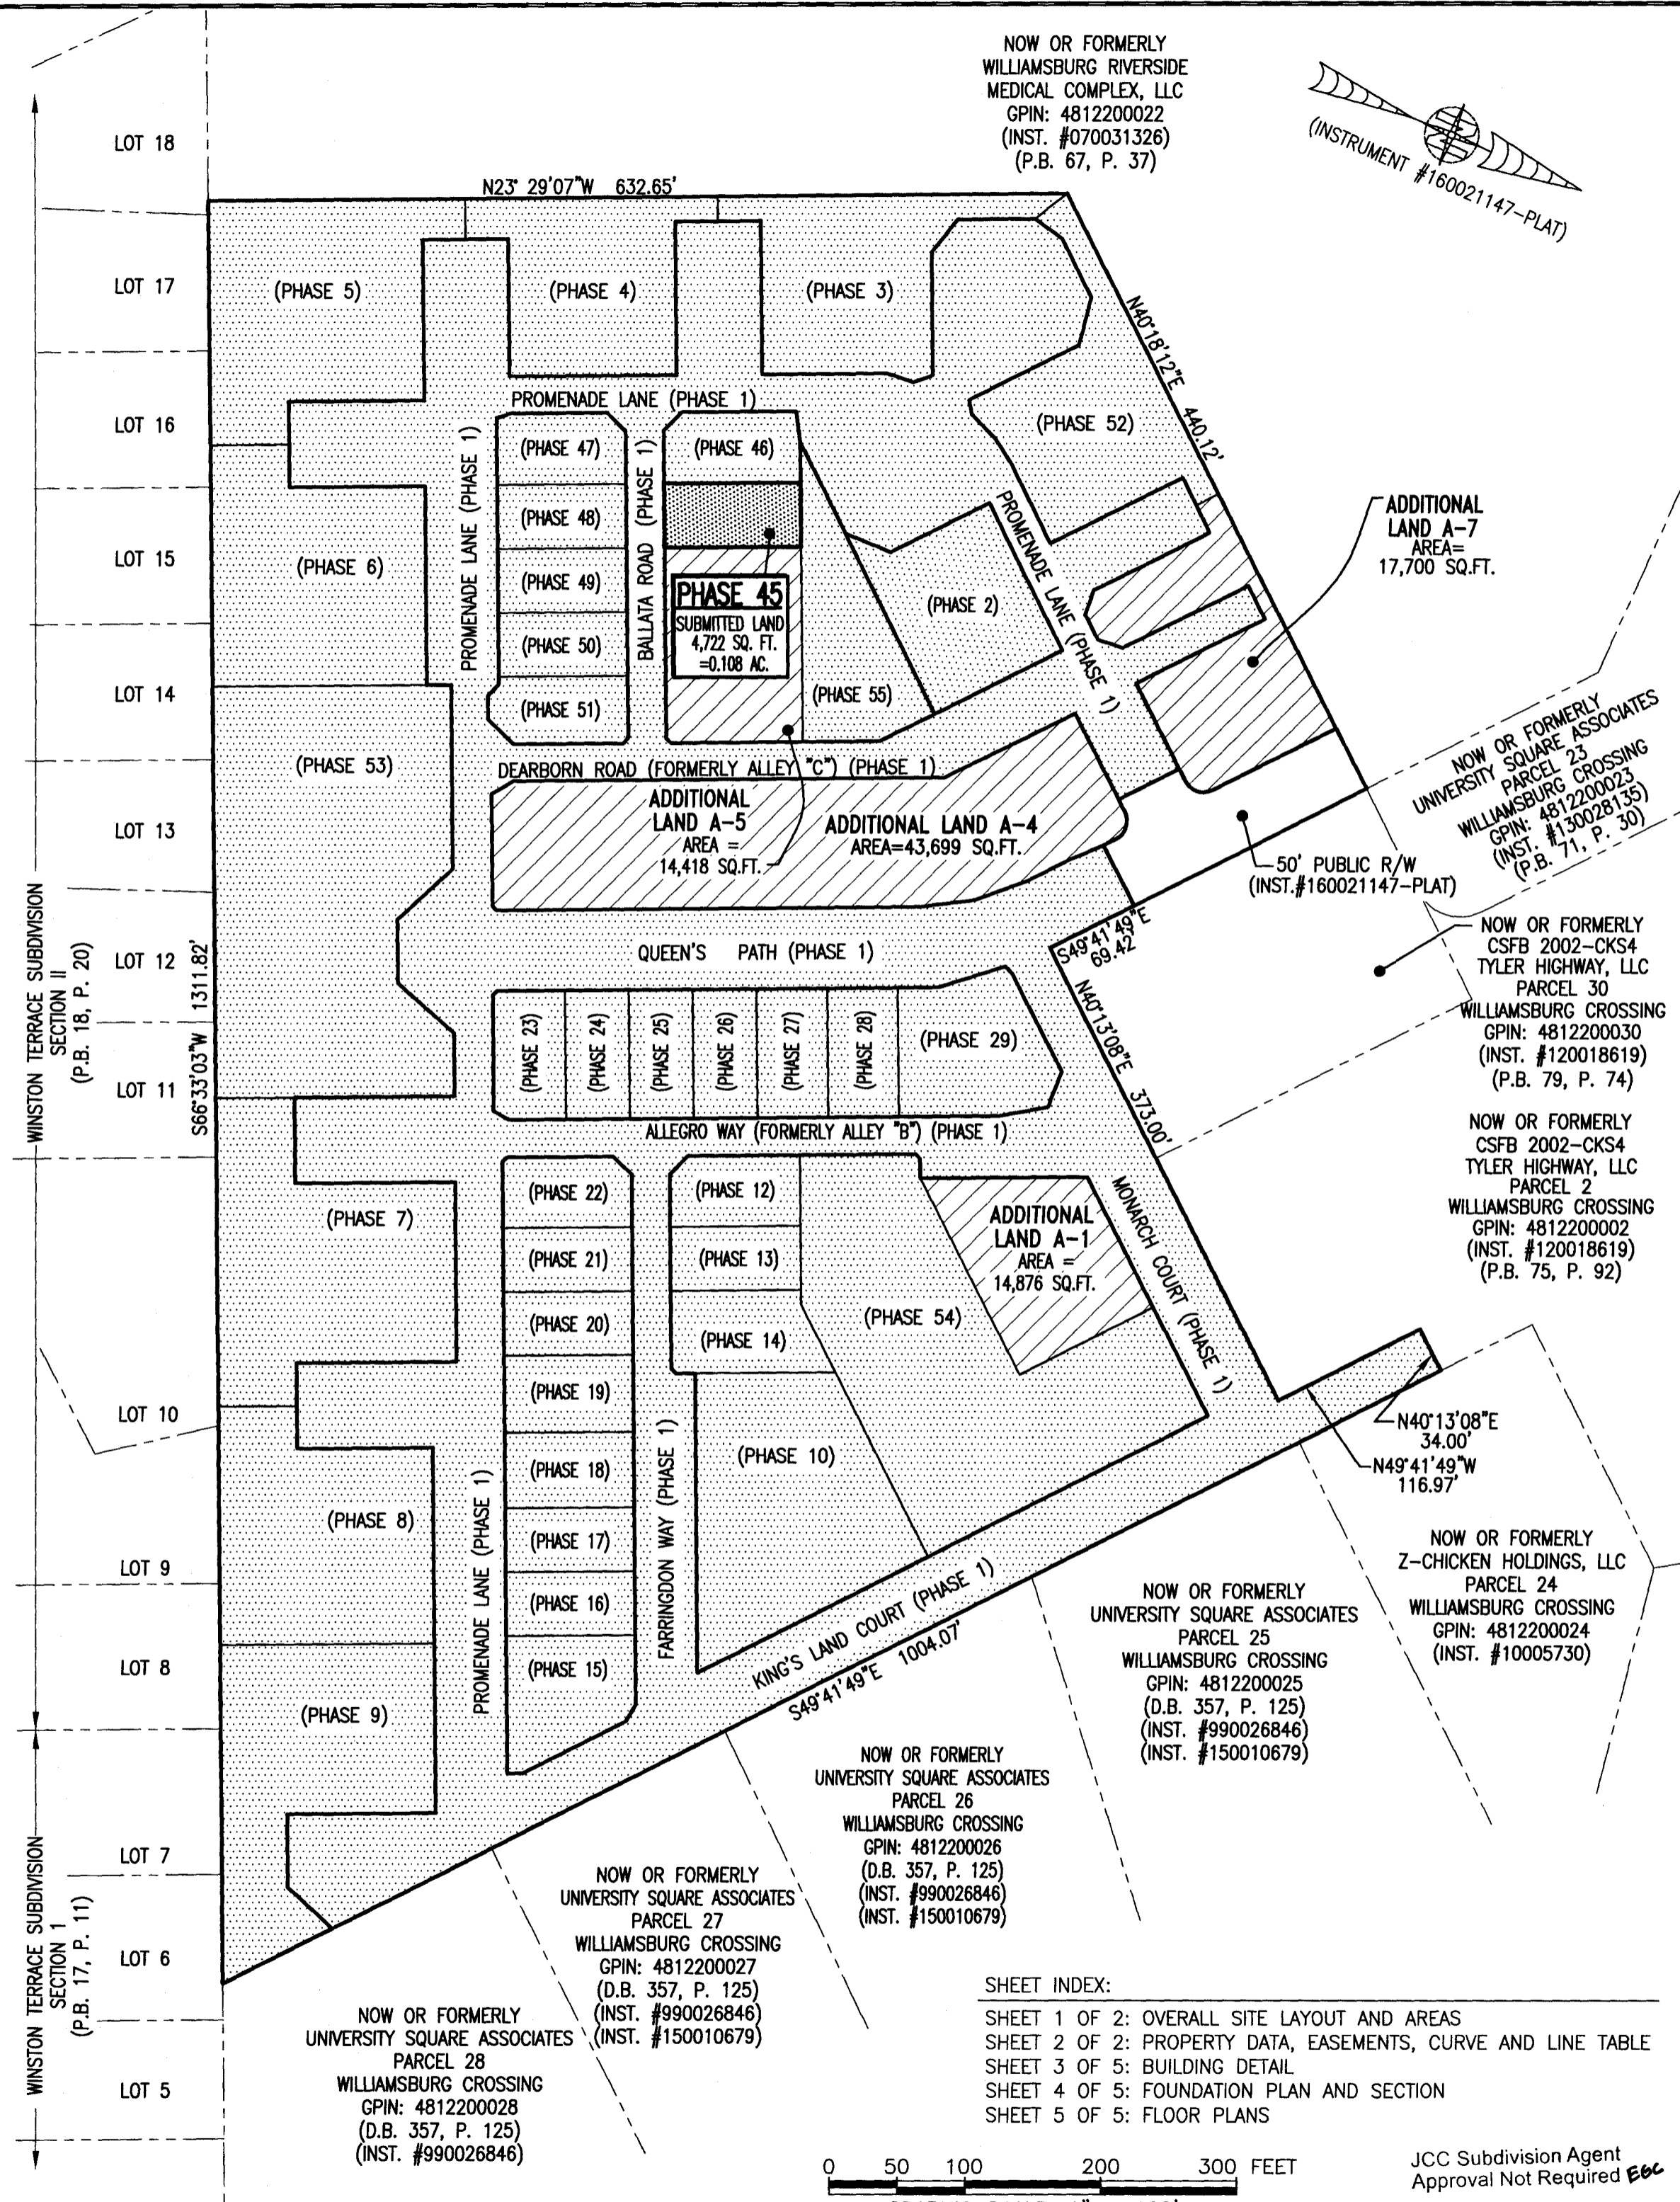 NOW OR FORMERLY
WILLIAMSBURG RIVERSIDE
MEDICAL COMPLEX, LLC
GPIN: 4812200022
(INST. #070031326)
(P.B. 67, P. 37)
(INSTRUMENT #160021147-PLAT)
LOT 18
LOT 17
LOT 16
LOT 15
LOT 14
LOT 13
LOT 12
LOT 11
LOT 10
LOT 9
LOT 8
LOT 7
LOT 6
LOT 5
WINSTON TERRACE SUBDIVISION
SECTION II
(P.B. 18, P. 20)
WINSTON TERRACE SUBDIVISION
SECTION 1
(P.B. 17, P. 11)
S66°33'03"W 1311.82'
N23° 29'07"W 632.65'
N40°18'12"E 440.12'
(PHASE 5)
(PHASE 4)
(PHASE 3)
(PHASE 52)
PROMENADE LANE (PHASE 1)
PROMENADE LANE (PHASE 1)
(PHASE 47)
(PHASE 48)
(PHASE 49)
(PHASE 50)
(PHASE 51)
BALLATA ROAD (PHASE 1)
(PHASE 46)
PHASE 45
SUBMITTED LAND
4,722 SQ. FT.
=0.108 AC.
(PHASE 2)
(PHASE 55)
PROMENADE LANE (PHASE 1)
ADDITIONAL
LAND A-7
AREA=
17,700 SQ.FT.
(PHASE 6)
(PHASE 53)
DEARBORN ROAD (FORMERLY ALLEY "C") (PHASE 1)
ADDITIONAL
LAND A-5
AREA =
14,418 SQ.FT.
ADDITIONAL LAND A-4
AREA=43,699 SQ.FT.
50' PUBLIC R/W
(INST.#160021147-PLAT)
NOW OR FORMERLY
UNIVERSITY SQUARE ASSOCIATES
PARCEL 23
WILLIAMSBURG CROSSING
GPIN: 4812200023
(INST. #130028135)
(P.B. 71, P. 30)
QUEEN'S PATH (PHASE 1)
S49°41'49"E
69.42'
N40°13'08"E 373.00'
NOW OR FORMERLY
CSFB 2002-CKS4
TYLER HIGHWAY, LLC
PARCEL 30
WILLIAMSBURG CROSSING
GPIN: 4812200030
(INST. #120018619)
(P.B. 79, P. 74)
(PHASE 23)
(PHASE 24)
(PHASE 25)
(PHASE 26)
(PHASE 27)
(PHASE 28)
(PHASE 29)
ALLEGRO WAY (FORMERLY ALLEY "B") (PHASE 1)
NOW OR FORMERLY
CSFB 2002-CKS4
TYLER HIGHWAY, LLC
PARCEL 2
WILLIAMSBURG CROSSING
GPIN: 4812200002
(INST. #120018619)
(P.B. 75, P. 92)
(PHASE 7)
(PHASE 22)
(PHASE 21)
(PHASE 20)
(PHASE 19)
(PHASE 18)
(PHASE 17)
(PHASE 16)
(PHASE 15)
(PHASE 12)
(PHASE 13)
(PHASE 14)
(PHASE 54)
ADDITIONAL
LAND A-1
AREA =
14,876 SQ.FT.
MONARCH COURT (PHASE 1)
(PHASE 10)
(PHASE 8)
(PHASE 9)
PROMENADE LANE (PHASE 1)
FARRINGDON WAY (PHASE 1)
KING'S LAND COURT (PHASE 1)
S49°41'49"E 1004.07'
N40°13'08"E
34.00'
N49°41'49"W
116.97'
NOW OR FORMERLY
Z-CHICKEN HOLDINGS, LLC
PARCEL 24
WILLIAMSBURG CROSSING
GPIN: 4812200024
(INST. #10005730)
NOW OR FORMERLY
UNIVERSITY SQUARE ASSOCIATES
PARCEL 25
WILLIAMSBURG CROSSING
GPIN: 4812200025
(D.B. 357, P. 125)
(INST. #990026846)
(INST. #150010679)
NOW OR FORMERLY
UNIVERSITY SQUARE ASSOCIATES
PARCEL 26
WILLIAMSBURG CROSSING
GPIN: 4812200026
(D.B. 357, P. 125)
(INST. #990026846)
(INST. #150010679)
NOW OR FORMERLY
UNIVERSITY SQUARE ASSOCIATES
PARCEL 27
WILLIAMSBURG CROSSING
GPIN: 4812200027
(D.B. 357, P. 125)
(INST. #990026846)
(INST. #150010679)
NOW OR FORMERLY
UNIVERSITY SQUARE ASSOCIATES
PARCEL 28
WILLIAMSBURG CROSSING
GPIN: 4812200028
(D.B. 357, P. 125)
(INST. #990026846)
SHEET INDEX:
SHEET 1 OF 2: OVERALL SITE LAYOUT AND AREAS
SHEET 2 OF 2: PROPERTY DATA, EASEMENTS, CURVE AND LINE TABLE
SHEET 3 OF 5: BUILDING DETAIL
SHEET 4 OF 5: FOUNDATION PLAN AND SECTION
SHEET 5 OF 5: FLOOR PLANS
0 50 100 200 300 FEET
JCC Subdivision Agent
Approval Not Required EGC